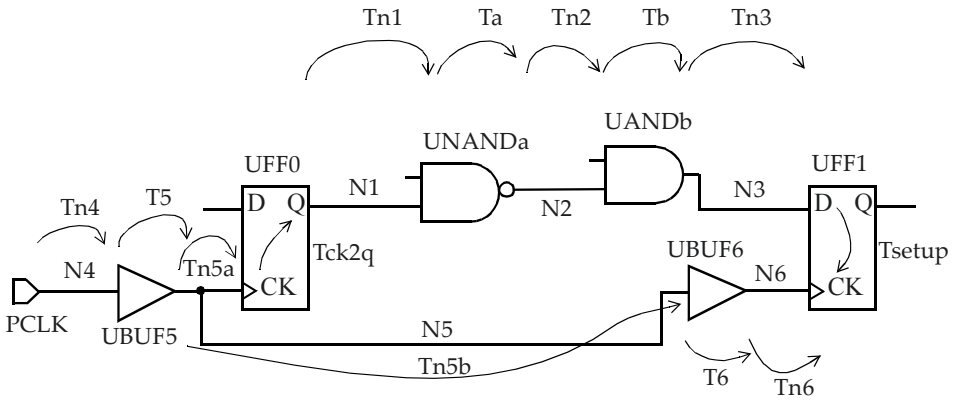 Tn1 Ta Tn2 Tb Tn3
UNANDa UANDb
UFF0 UFF1
N1 N2 N3
D Q D Q
Tn4 T5 Tn5a Tck2q Tsetup
N4 CK UBUF6 N6 CK
PCLK UBUF5 N5
Tn5b T6 Tn6